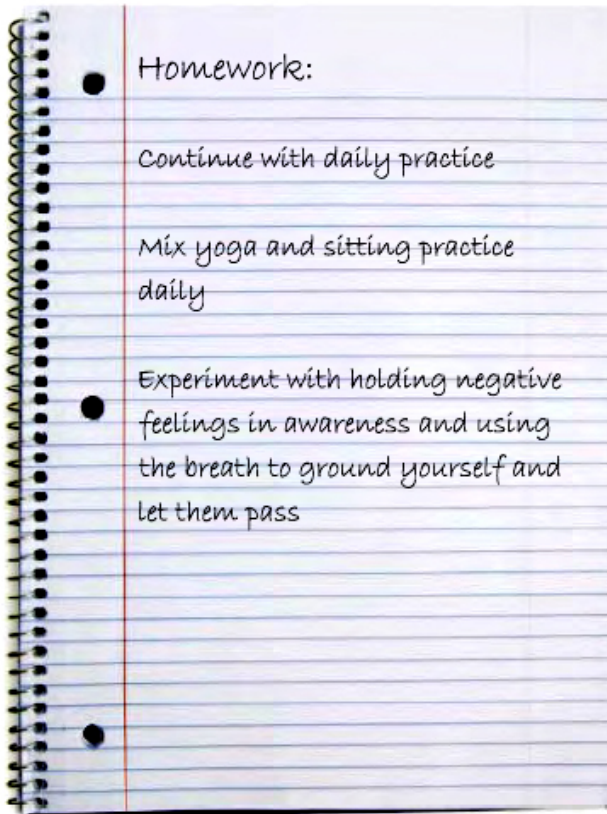 Homework:
Continue with daily practice
Mix yoga and sitting practice
daily
Experiment with holding negative
feelings in awareness and using
the breath to ground yourself and
let them pass